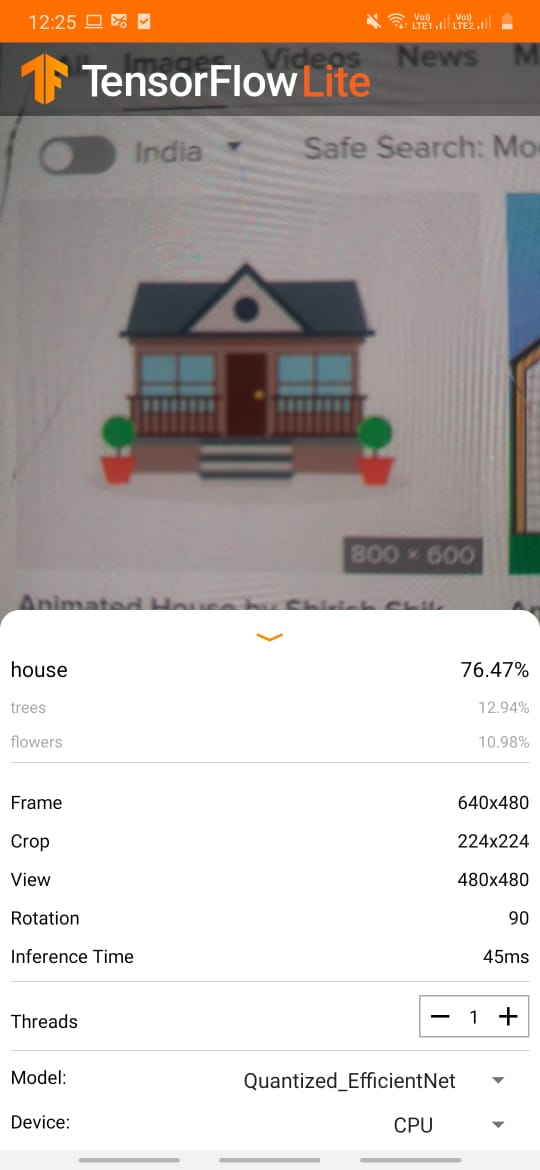 12:25 Vo)) LTE1 Vo)) LTE2
All Images Videos News M
TensorFlow Lite
India Safe Search: Mo
800 × 600
Animated House by Shirish
house 76.47%
trees 12.94%
flowers 10.98%
Frame 640x480
Crop 224x224
View 480x480
Rotation 90
Inference Time 45ms
Threads 1
Model: Quantized_EfficientNet
Device: CPU